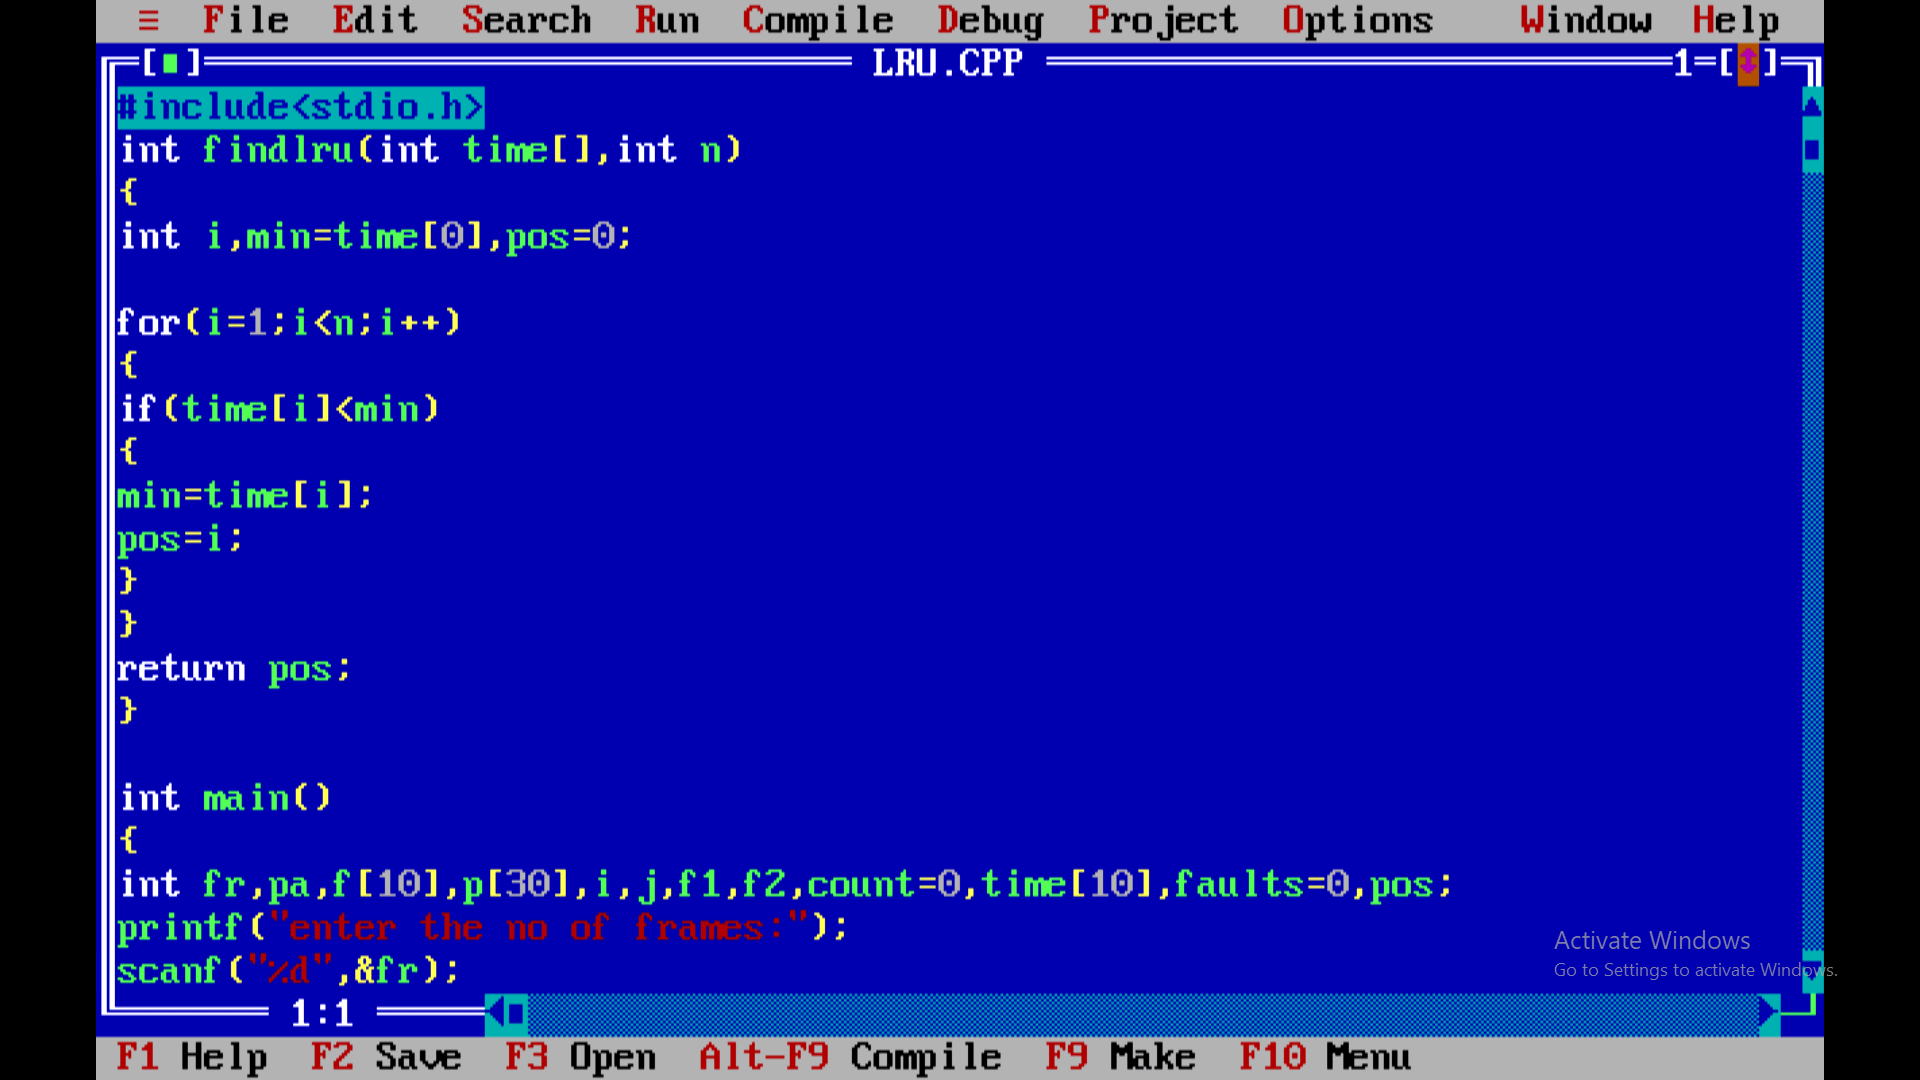 ≡ File Edit Search Run Compile Debug Project Options Window Help
[■] LRU.CPP 1=[↕]
#include<stdio.h>
int findlru(int time[],int n)
{
int i,min=time[0],pos=0;
for(i=1;i<n;i++)
{
if(time[i]<min)
{
min=time[i];
pos=i;
}
}
return pos;
}
int main()
{
int fr,pa,f[10],p[30],i,j,f1,f2,count=0,time[10],faults=0,pos;
printf("enter the no of frames:");
scanf("%d",&fr);
Activate Windows
Go to Settings to activate Windows.
1:1
F1 Help F2 Save F3 Open Alt-F9 Compile F9 Make F10 Menu